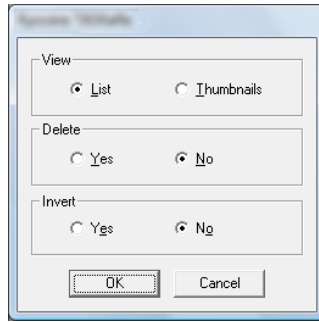 View
List Thumbnails
Delete
Yes No
Invert
Yes No
OK Cancel